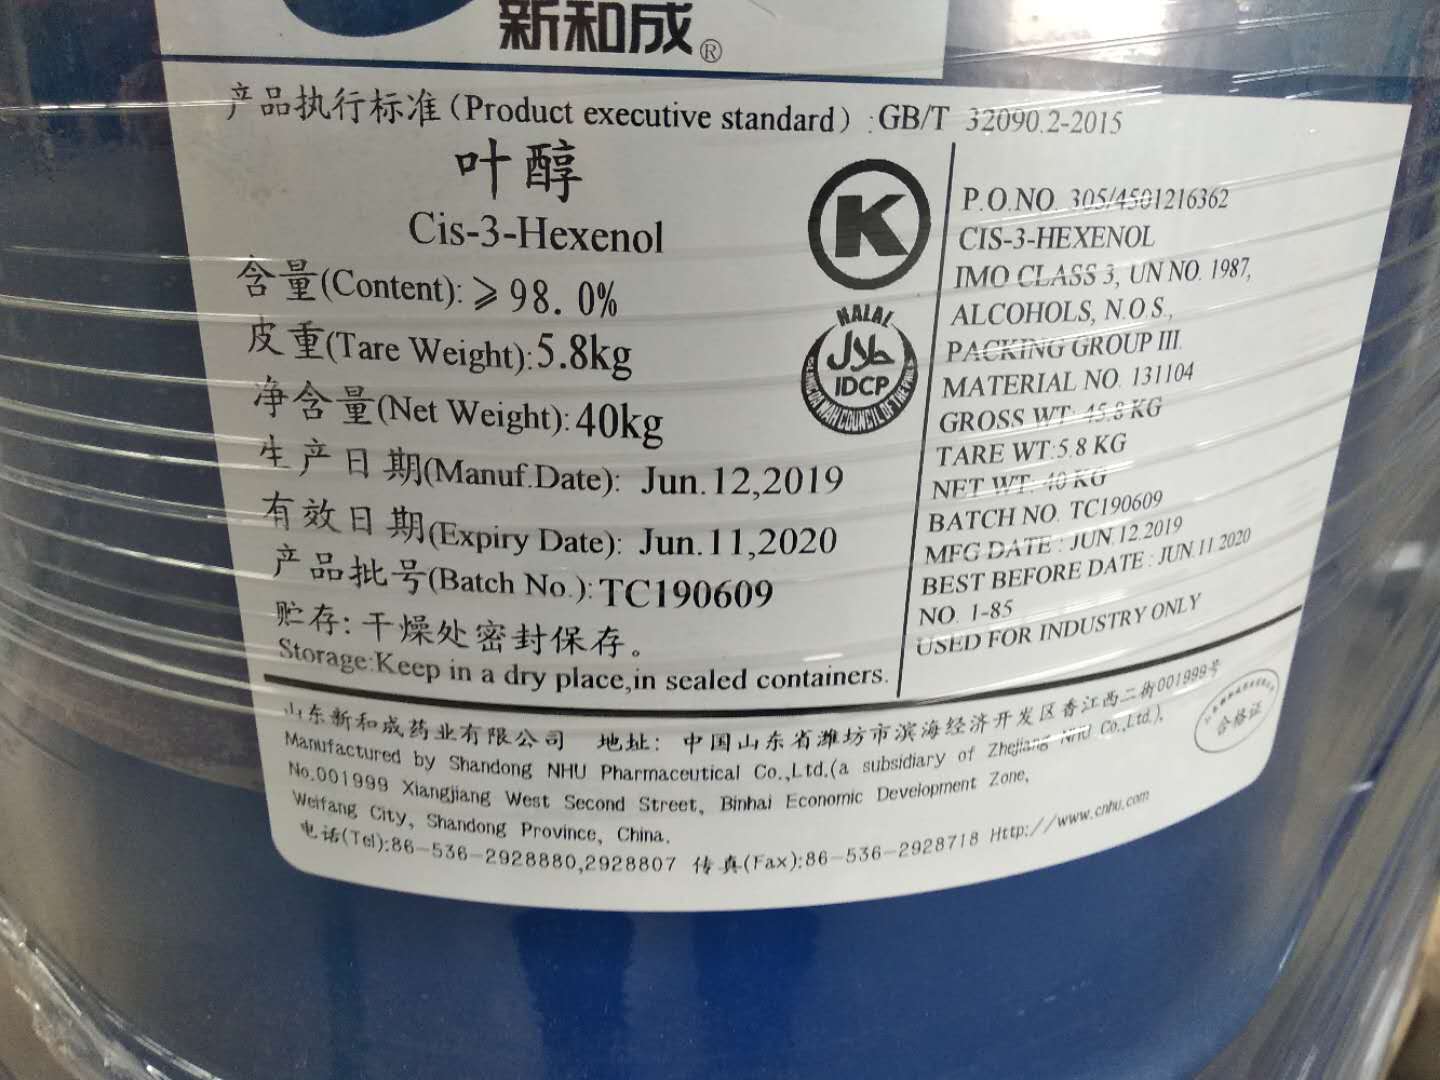 新和成®
产品执行标准(Product executive standard) :GB/T 32090.2-2015
叶醇
Cis-3-Hexenol
含量(Content): ≥98.0%
皮重(Tare Weight):5.8kg
净含量(Net Weight):40kg
生产日期(Manuf.Date): Jun.12,2019
有效日期(Expiry Date): Jun.11,2020
产品批号(Batch No.):TC190609
贮存:干燥处密封保存。
Storage:Keep in a dry place,in sealed containers.
K
HALAL
حلال
IDCP
P.O.NO. 305/4501216362
CIS-3-HEXENOL
IMO CLASS 3, UN NO. 1987,
ALCOHOLS, N.O.S.,
PACKING GROUP III.
MATERIAL NO. 131104
GROSS WT: 45.8 KG
TARE WT:5.8 KG
NET WT: 40 KG
BATCH NO. TC190609
MFG DATE : JUN.12.2019
BEST BEFORE DATE : JUN.11.2020
NO. 1-85
USED FOR INDUSTRY ONLY
山东新和成药业有限公司 地址: 中国山东省潍坊市滨海经济开发区香江西二街001999号
Manufactured by Shandong NHU Pharmaceutical Co.,Ltd.(a subsidiary of Zhejiang NHU Co.,Ltd.),
No.001999 Xiangjiang West Second Street, Binhai Economic Development Zone,
Weifang City, Shandong Province, China.
电话(Tel):86-536-2928880,2928807 传真(Fax):86-536-2928718 Http://www.cnhu.com
合格证